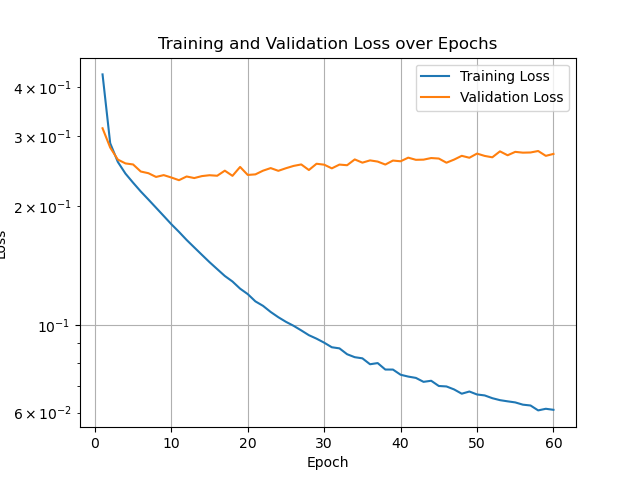 Training and Validation Loss over Epochs
Training Loss
Validation Loss
4 × 10⁻¹
3 × 10⁻¹
2 × 10⁻¹
10⁻¹
6 × 10⁻²
Loss
0 10 20 30 40 50 60
Epoch